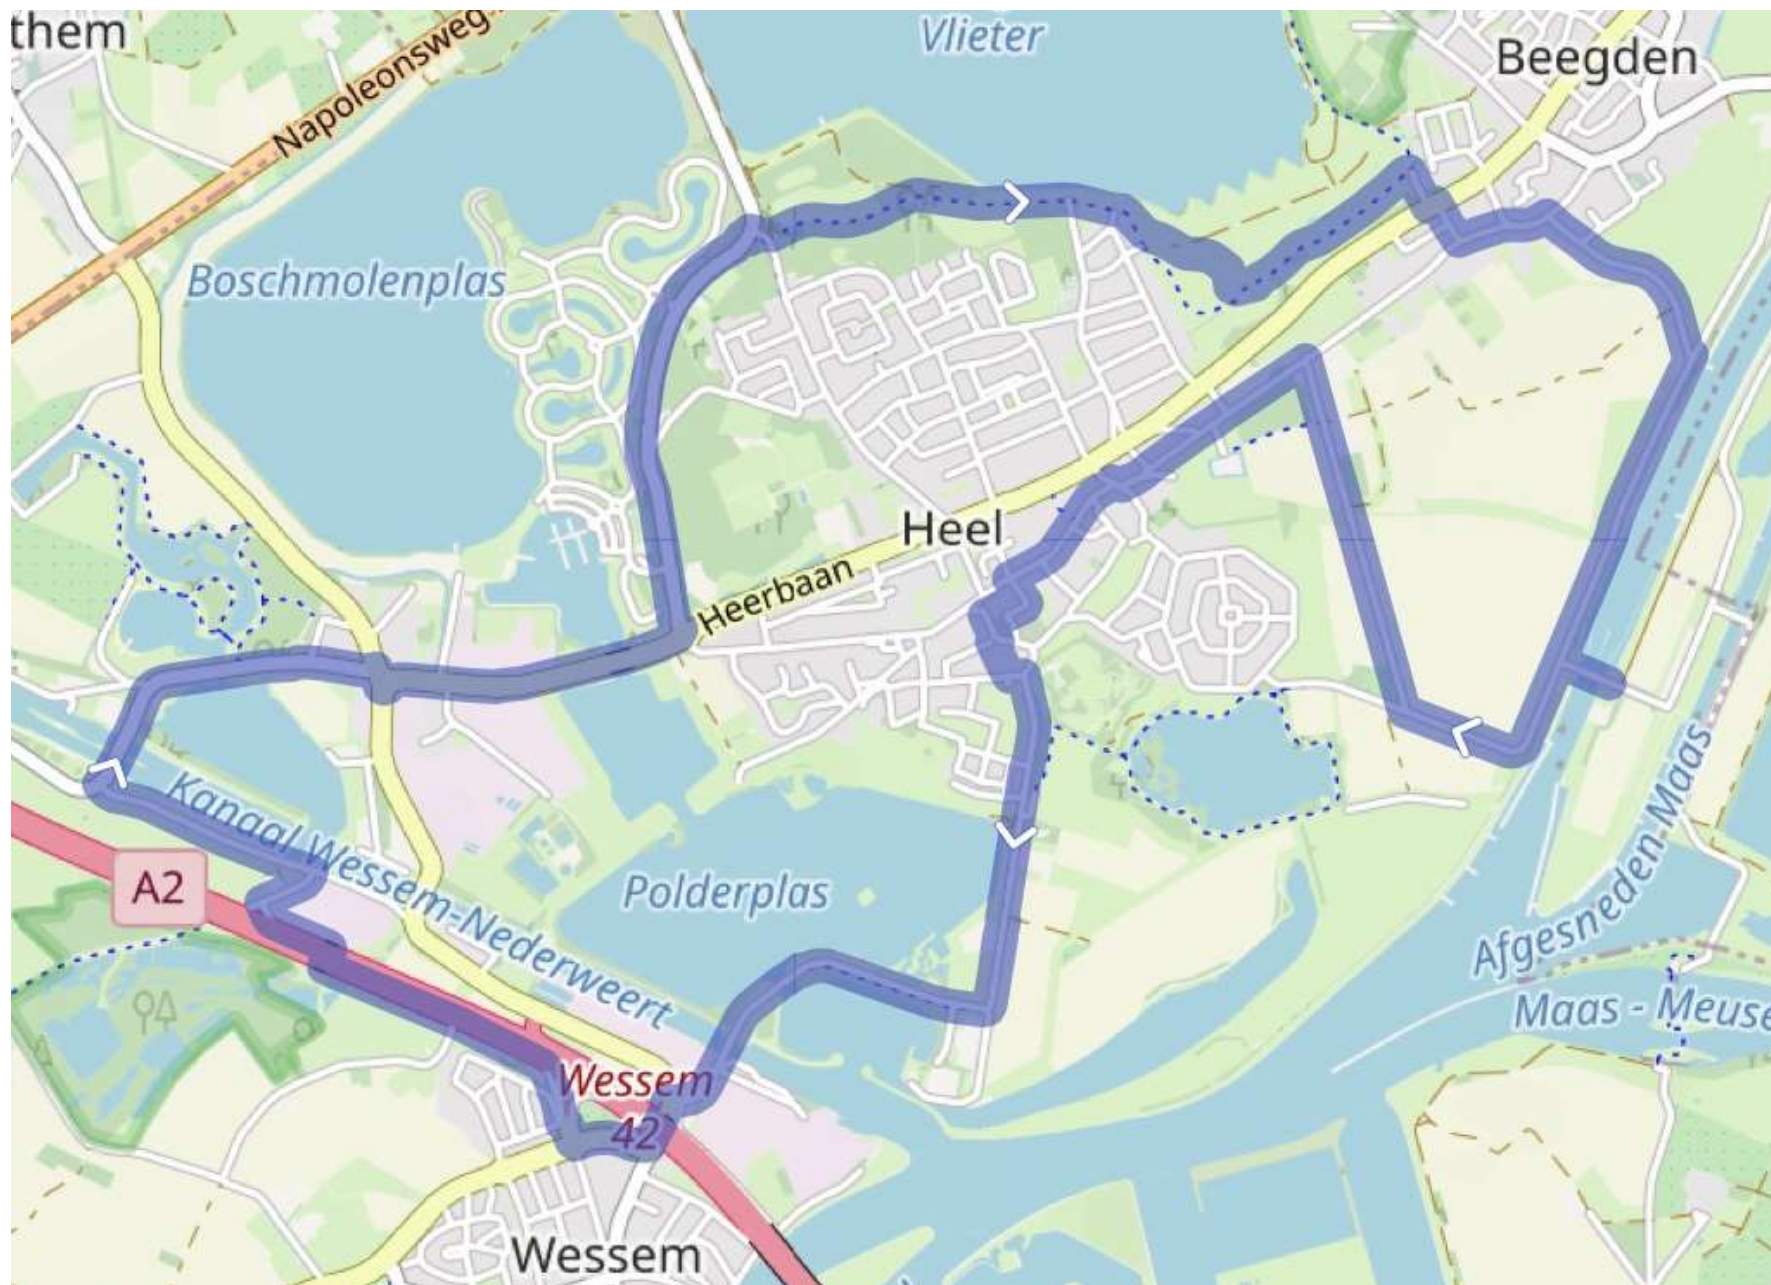 them
Napoleonsweg
Vlieter
Beegden
Boschmolenplas
Heel
Heerbaan
Kanaal Wessem-Nederweert
A2
Polderplas
Afgesneden-Maas
Maas - Meuse
Wessem
42
Wessem